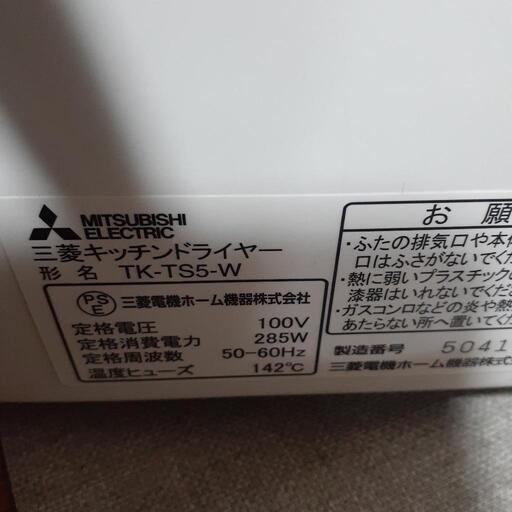 MITSUBISHI
ELECTRIC
三菱キッチンドライヤー
形名 TK-TS5-W
PSE 三菱電機ホーム機器株式会社
定格電圧 100V
定格消費電力 285W
定格周波数 50-60Hz
温度ヒューズ 142℃
お願
・ふたの排気口や本体
口はふさがないでくだ
・熱に弱いプラスチックの
漆器はいれないでくださ
・ガスコンロなどの炎や熱
あたらない所へ置いてくだ
製造番号 5041
三菱電機ホーム機器株式